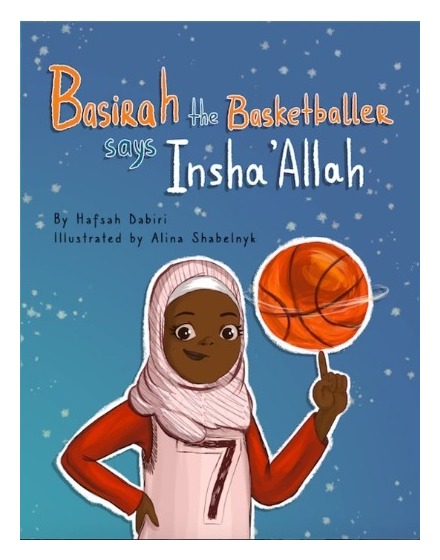 Basirah the Basketballer
says Insha'Allah
By Hafsah Dabiri
Illustrated by Alina Shabelnyk
7